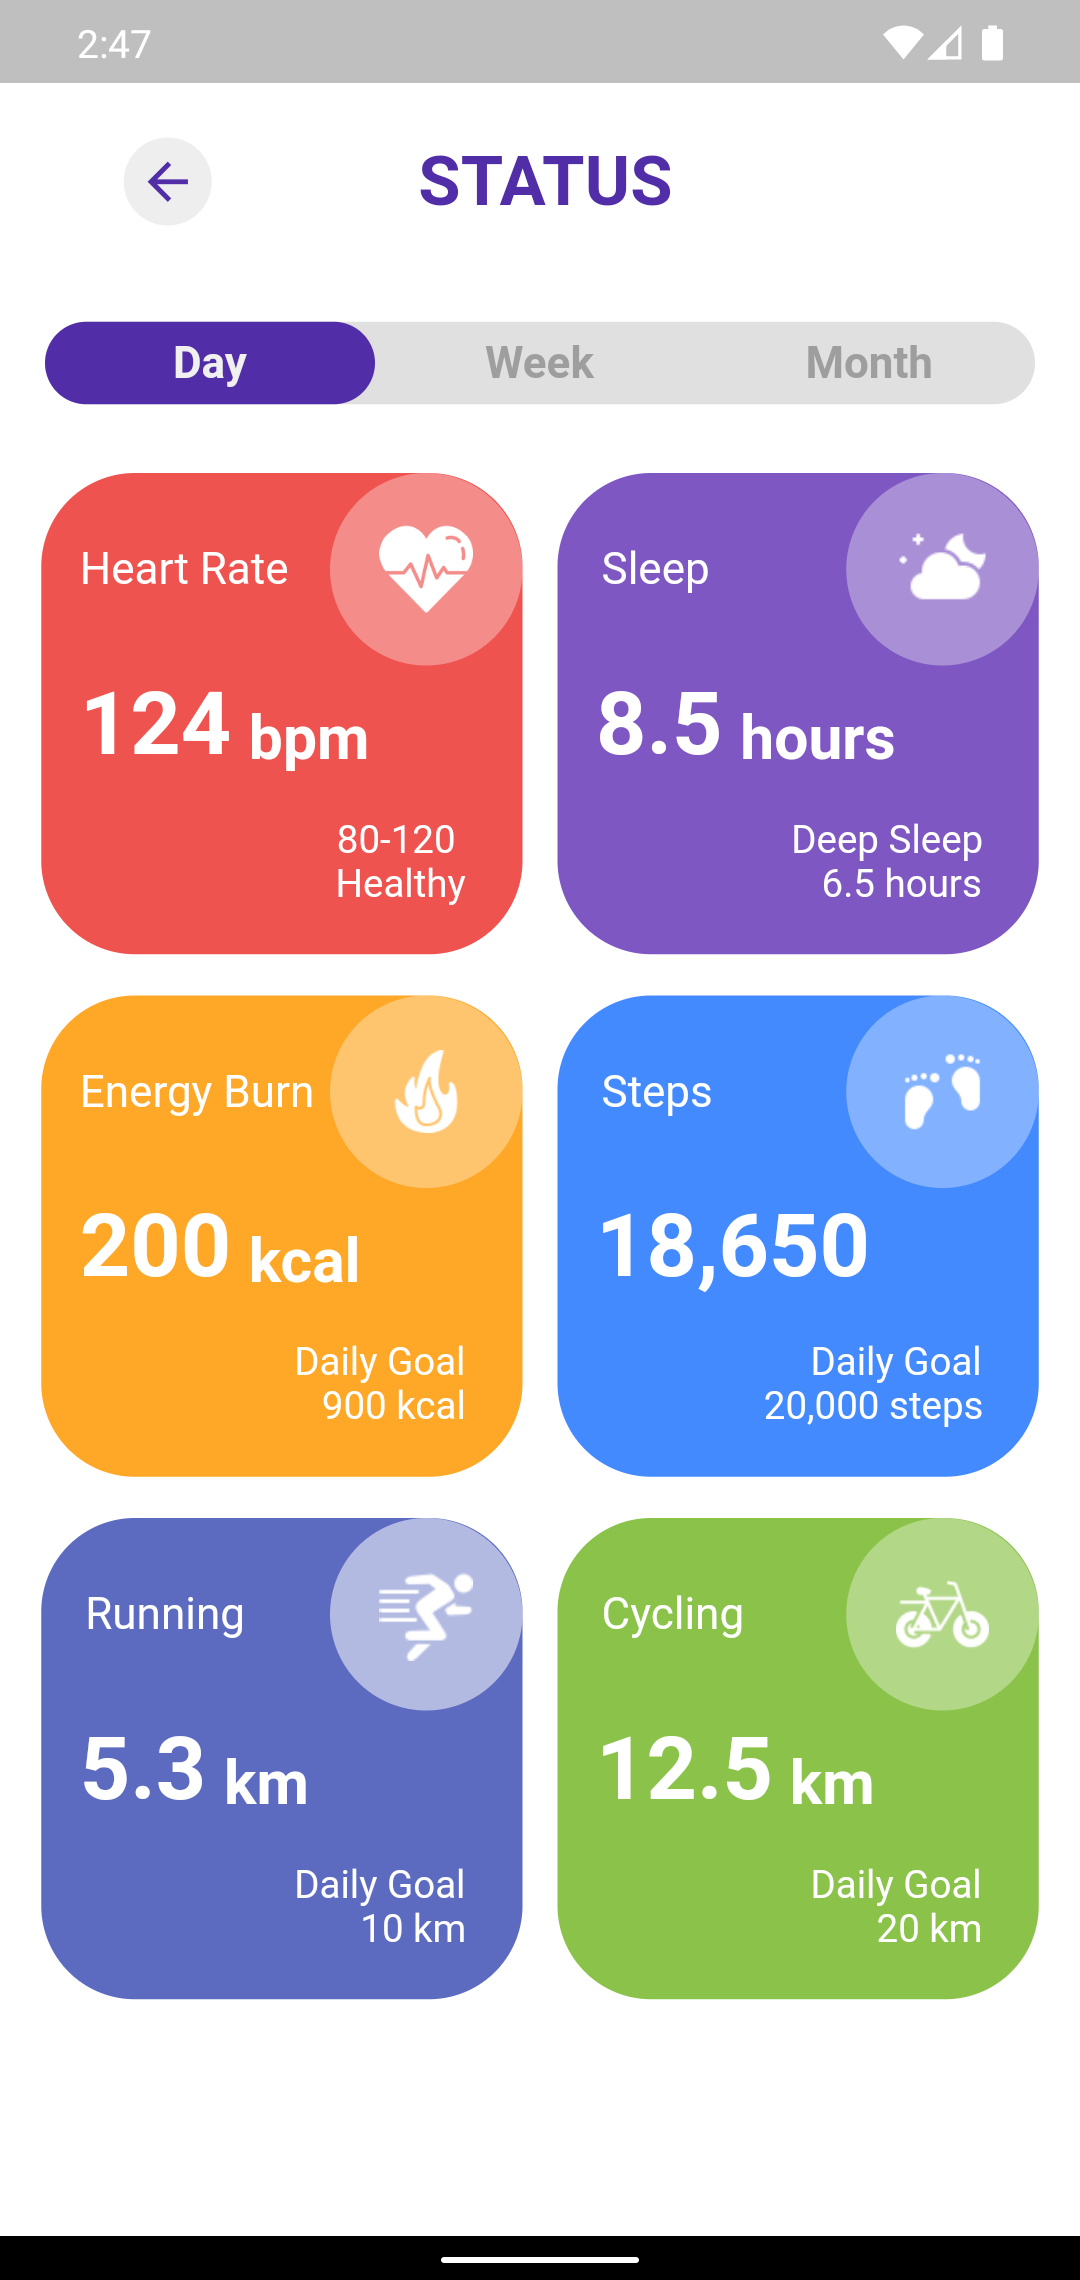 2:47
STATUS
Day
Week
Month
Heart Rate
124 bpm
80-120
Healthy
Sleep
8.5 hours
Deep Sleep
6.5 hours
Energy Burn
200 kcal
Daily Goal
900 kcal
Steps
18,650
Daily Goal
20,000 steps
Running
5.3 km
Daily Goal
10 km
Cycling
12.5 km
Daily Goal
20 km